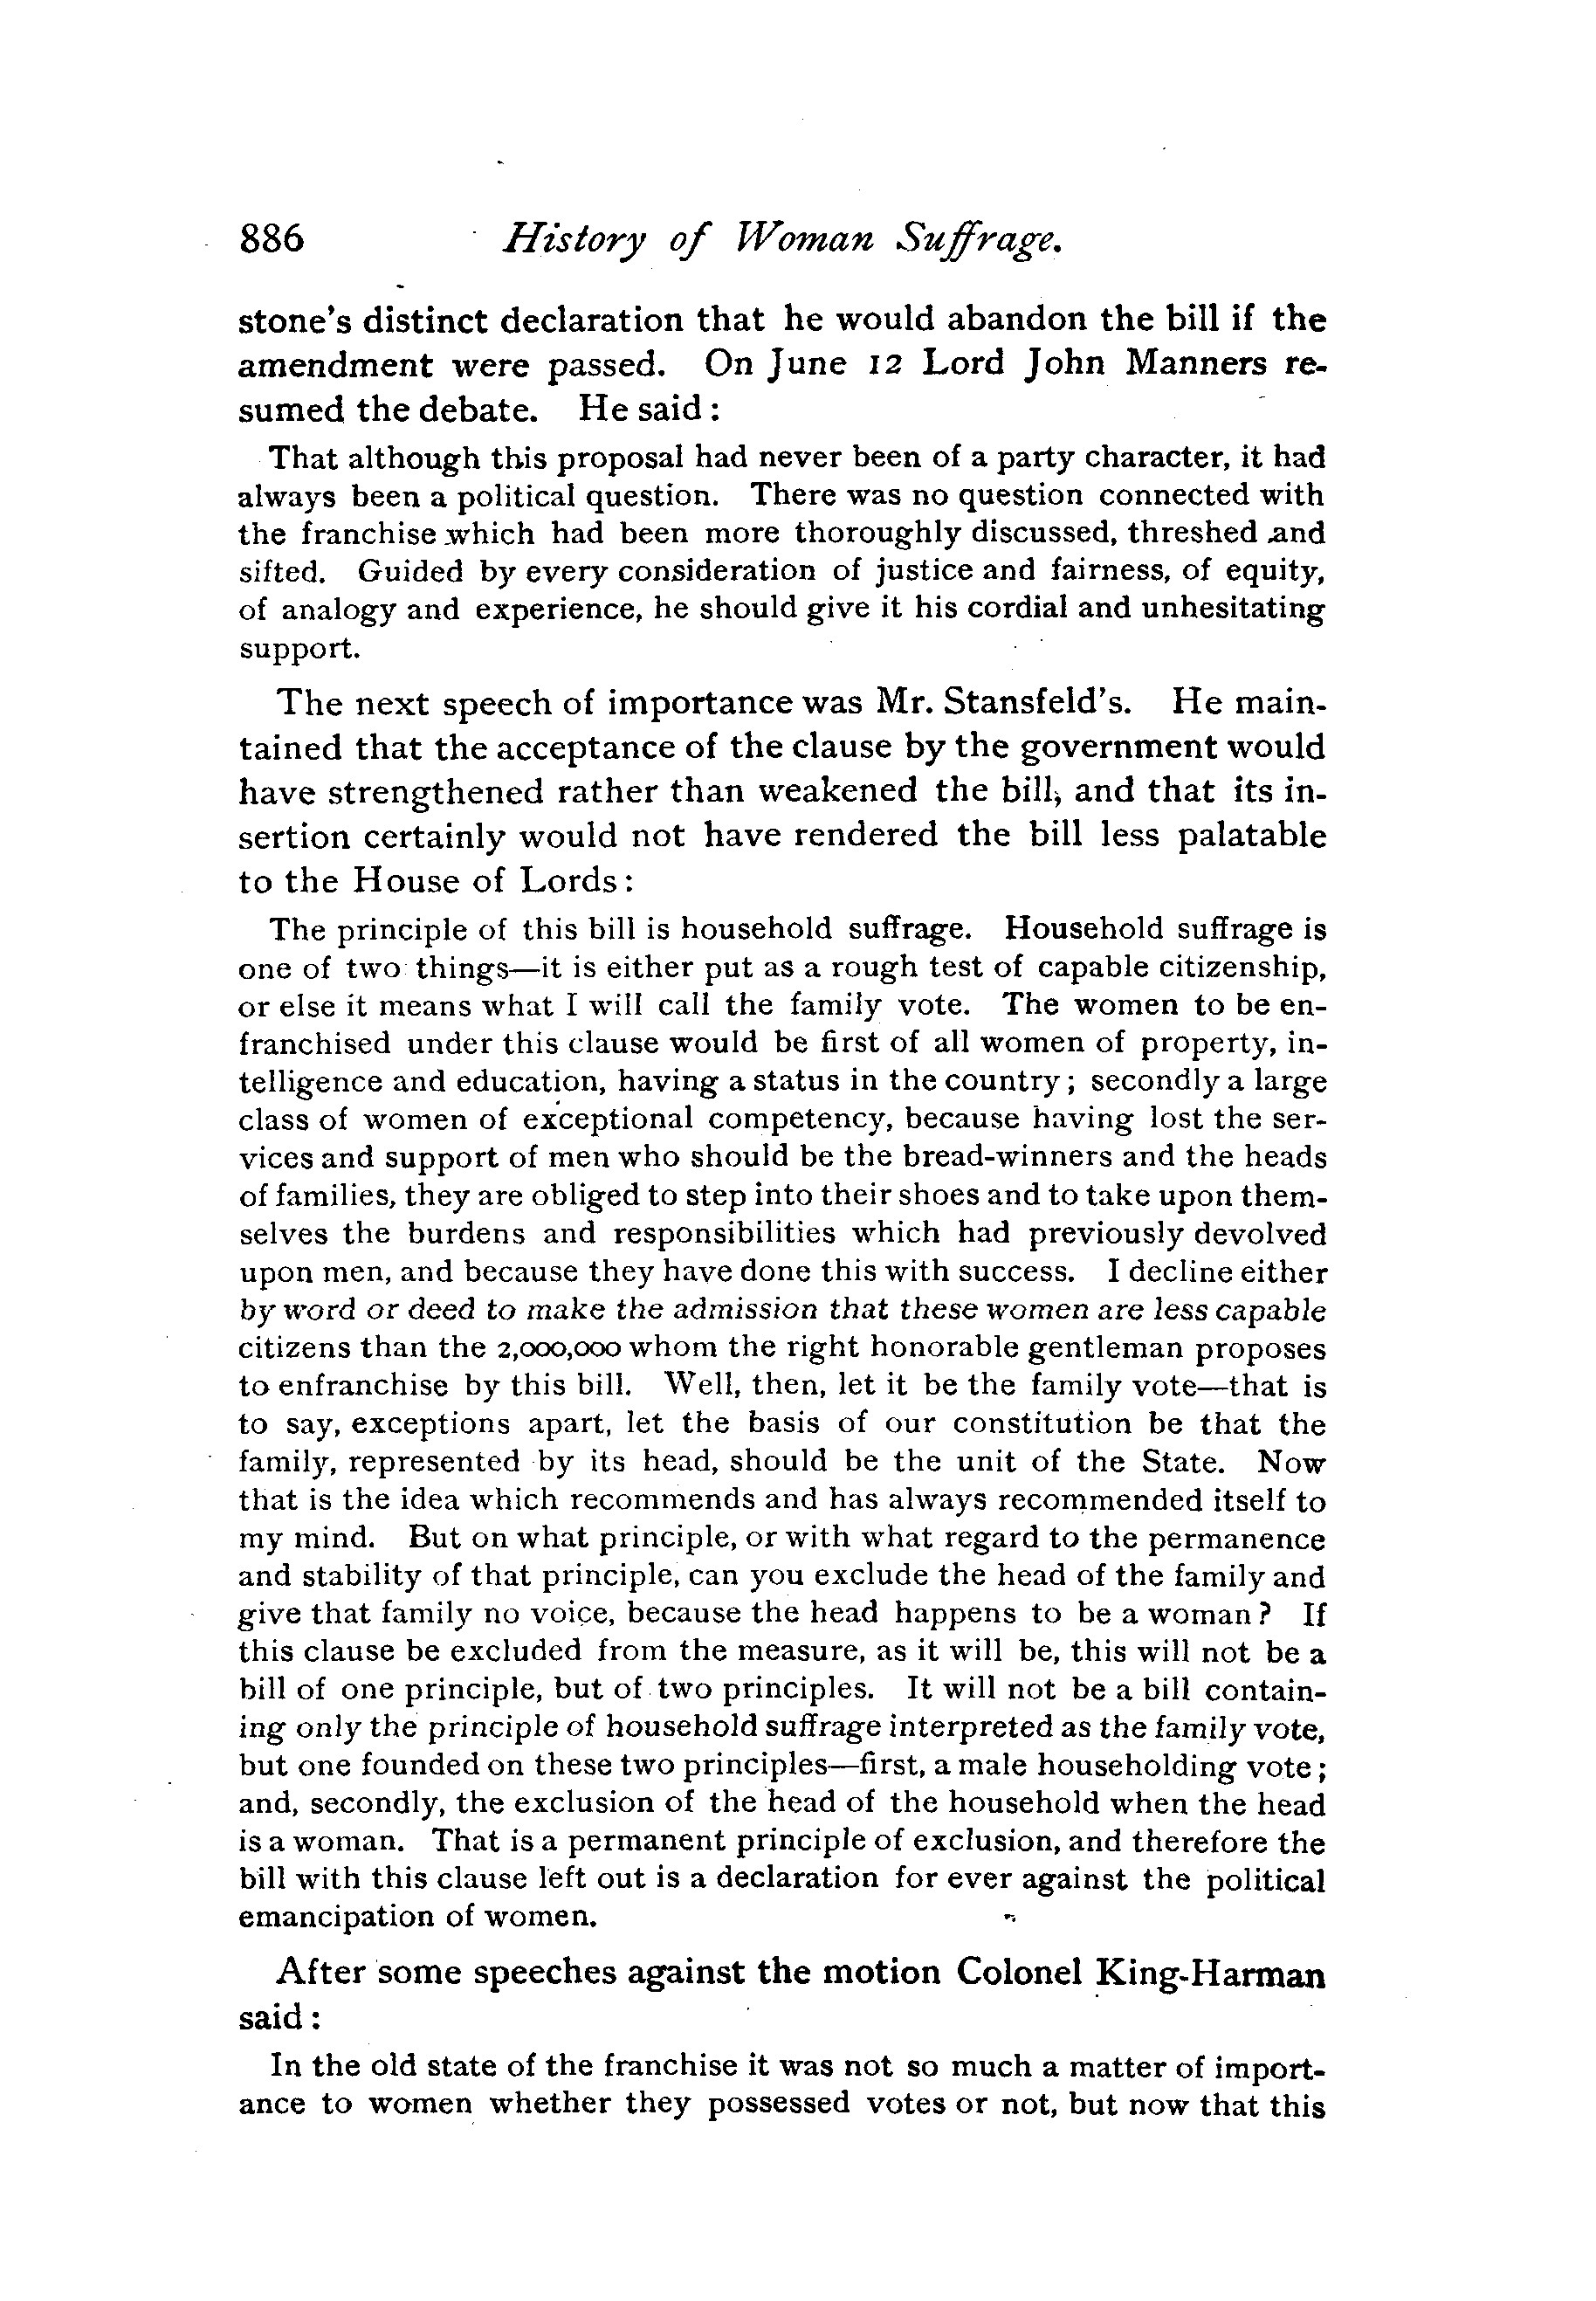 886 History of Woman Suffrage.
stone's distinct declaration that he would abandon the bill if the
amendment were passed. On June 12 Lord John Manners re-
sumed the debate. He said:
That although this proposal had never been of a party character, it had
always been a political question. There was no question connected with
the franchise which had been more thoroughly discussed, threshed and
sifted. Guided by every consideration of justice and fairness, of equity,
of analogy and experience, he should give it his cordial and unhesitating
support.
The next speech of importance was Mr. Stansfeld's. He main-
tained that the acceptance of the clause by the government would
have strengthened rather than weakened the bill, and that its in-
sertion certainly would not have rendered the bill less palatable
to the House of Lords:
The principle of this bill is household suffrage. Household suffrage is
one of two things—it is either put as a rough test of capable citizenship,
or else it means what I will call the family vote. The women to be en-
franchised under this clause would be first of all women of property, in-
telligence and education, having a status in the country; secondly a large
class of women of exceptional competency, because having lost the ser-
vices and support of men who should be the bread-winners and the heads
of families, they are obliged to step into their shoes and to take upon them-
selves the burdens and responsibilities which had previously devolved
upon men, and because they have done this with success. I decline either
by word or deed to make the admission that these women are less capable
citizens than the 2,000,000 whom the right honorable gentleman proposes
to enfranchise by this bill. Well, then, let it be the family vote—that is
to say, exceptions apart, let the basis of our constitution be that the
family, represented by its head, should be the unit of the State. Now
that is the idea which recommends and has always recommended itself to
my mind. But on what principle, or with what regard to the permanence
and stability of that principle, can you exclude the head of the family and
give that family no voice, because the head happens to be a woman? If
this clause be excluded from the measure, as it will be, this will not be a
bill of one principle, but of two principles. It will not be a bill contain-
ing only the principle of household suffrage interpreted as the family vote,
but one founded on these two principles—first, a male householding vote;
and, secondly, the exclusion of the head of the household when the head
is a woman. That is a permanent principle of exclusion, and therefore the
bill with this clause left out is a declaration for ever against the political
emancipation of women.
After some speeches against the motion Colonel King-Harman
said:
In the old state of the franchise it was not so much a matter of import-
ance to women whether they possessed votes or not, but now that this